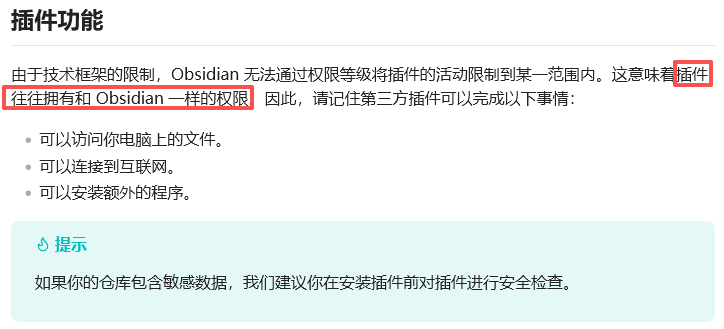 插件功能
由于技术框架的限制，Obsidian 无法通过权限等级将插件的活动限制到某一范围内。这意味着插件
往往拥有和 Obsidian 一样的权限。因此，请记住第三方插件可以完成以下事情：
可以访问你电脑上的文件。
可以连接到互联网。
可以安装额外的程序。
提示
如果你的仓库包含敏感数据，我们建议你在安装插件前对插件进行安全检查。